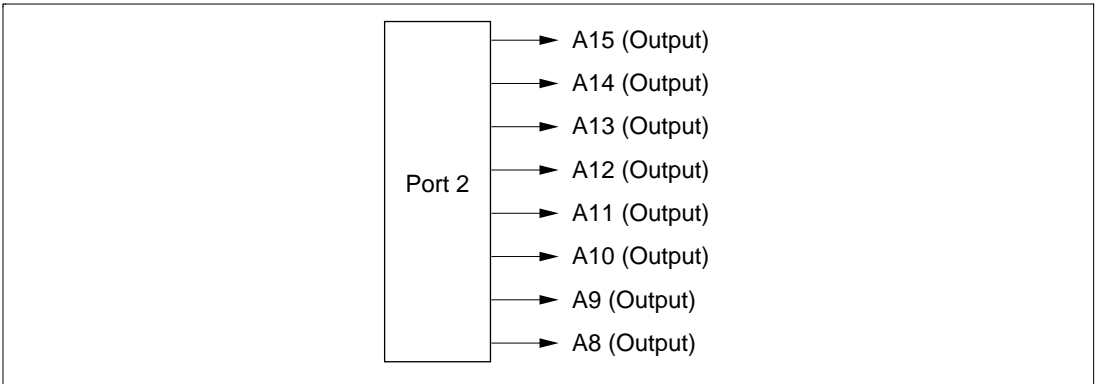 A15 (Output)
A14 (Output)
A13 (Output)
A12 (Output)
Port 2
A11 (Output)
A10 (Output)
A9 (Output)
A8 (Output)